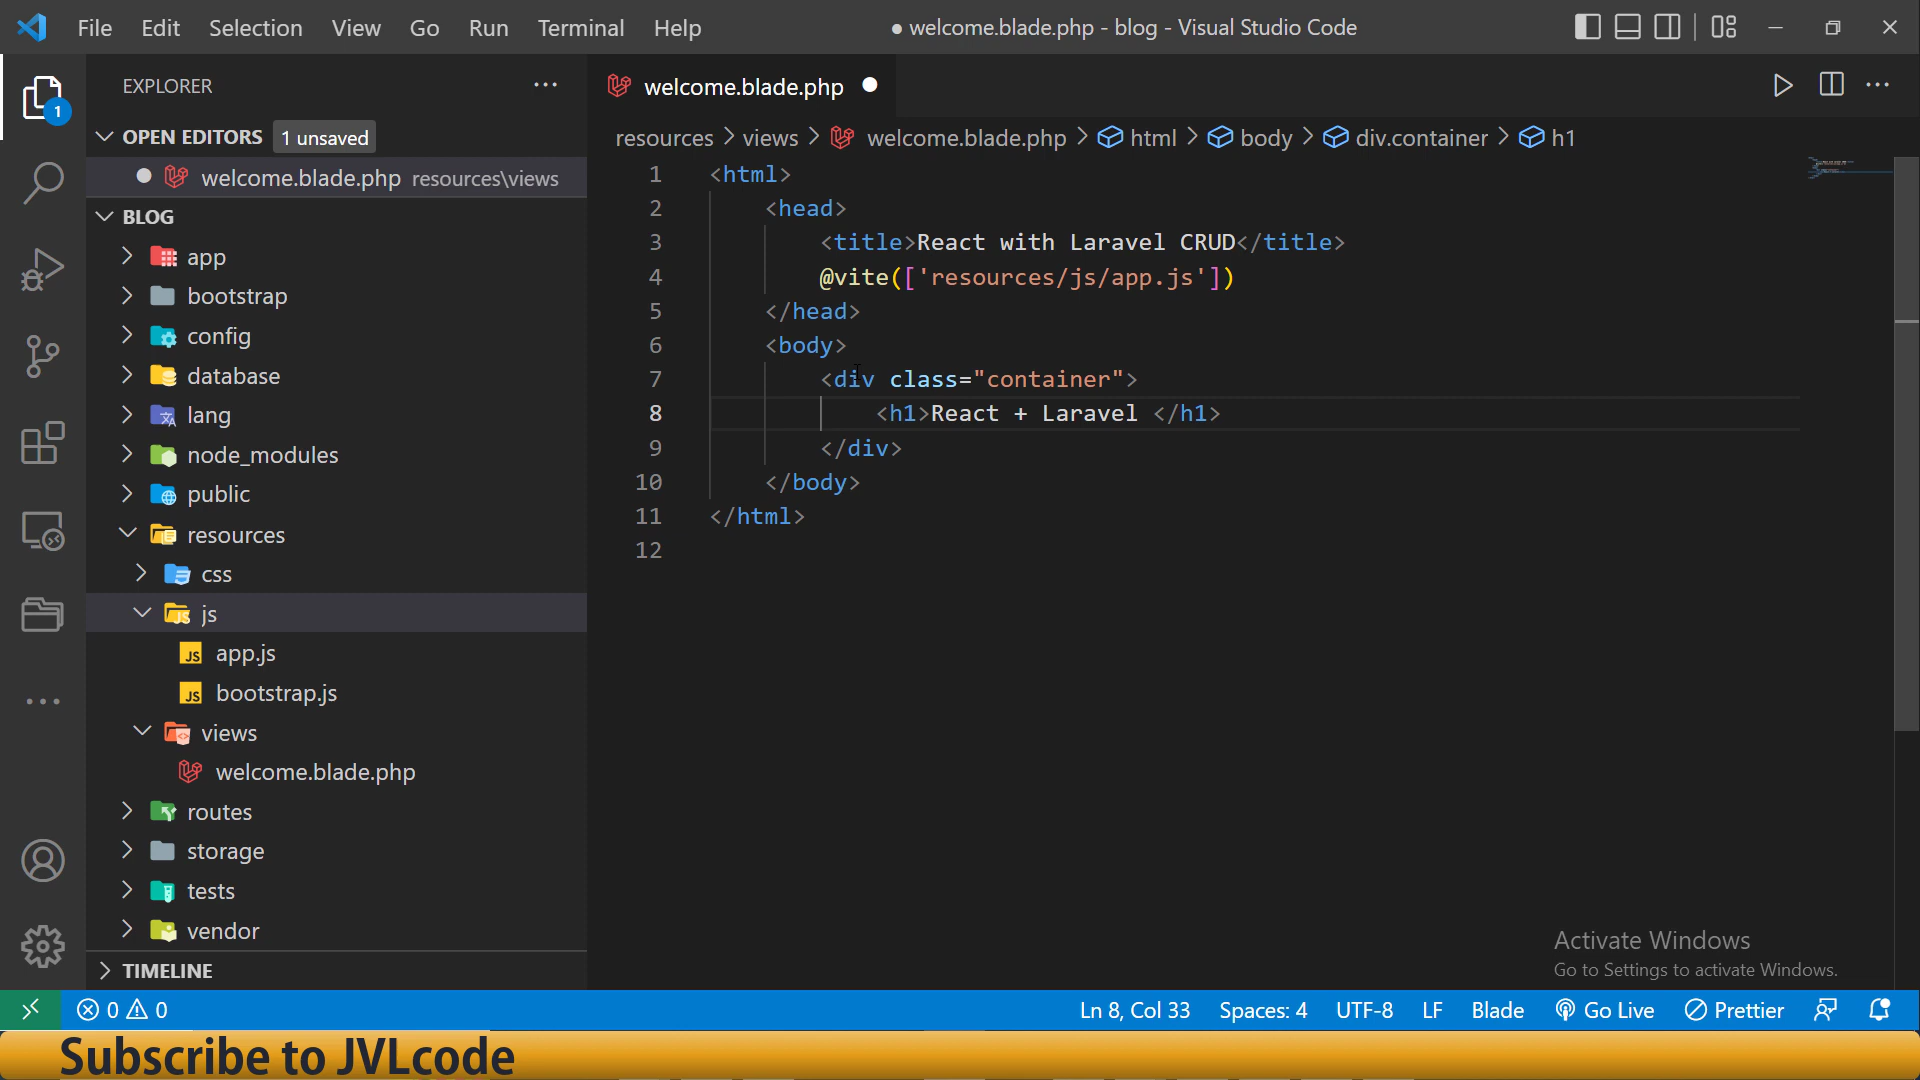 File Edit Selection View Go Run Terminal Help
● welcome.blade.php - blog - Visual Studio Code
EXPLORER
OPEN EDITORS 1 unsaved
welcome.blade.php resources\views
BLOG
app
bootstrap
config
database
lang
node_modules
public
resources
css
js
app.js
bootstrap.js
views
welcome.blade.php
routes
storage
tests
vendor
TIMELINE
1
welcome.blade.php
resources > views > welcome.blade.php > html > body > div.container > h1
1 <html>
2 <head>
3 <title>React with Laravel CRUD</title>
4 @vite(['resources/js/app.js'])
5 </head>
6 <body>
7 <div class="container">
8 <h1>React + Laravel </h1>
9 </div>
10 </body>
11 </html>
12
Activate Windows
Go to Settings to activate Windows.
0 0 Ln 8, Col 33 Spaces: 4 UTF-8 LF Blade Go Live Prettier
Subscribe to JVLcode